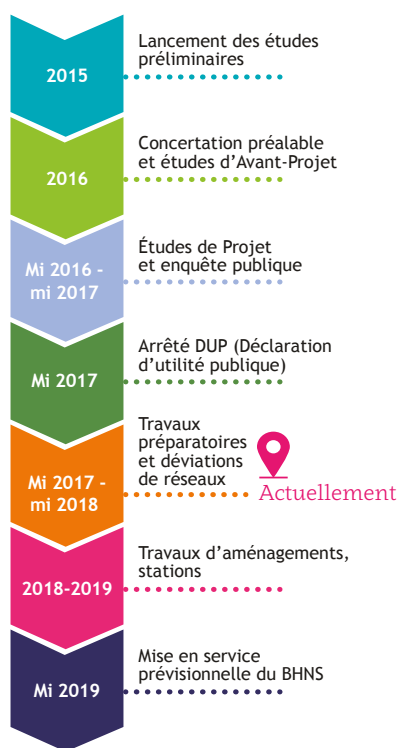 Lancement des études
préliminaires
2015
Concertation préalable
et études d’Avant-Projet
2016
Études de Projet
et enquête publique
Mi 2016 -
mi 2017
Arrêté DUP (Déclaration
d’utilité publique)
Mi 2017
Travaux
préparatoires
et déviations
de réseaux
Mi 2017 -
mi 2018
Actuellement
Travaux d’aménagements,
stations
2018-2019
Mise en service
prévisionnelle du BHNS
Mi 2019